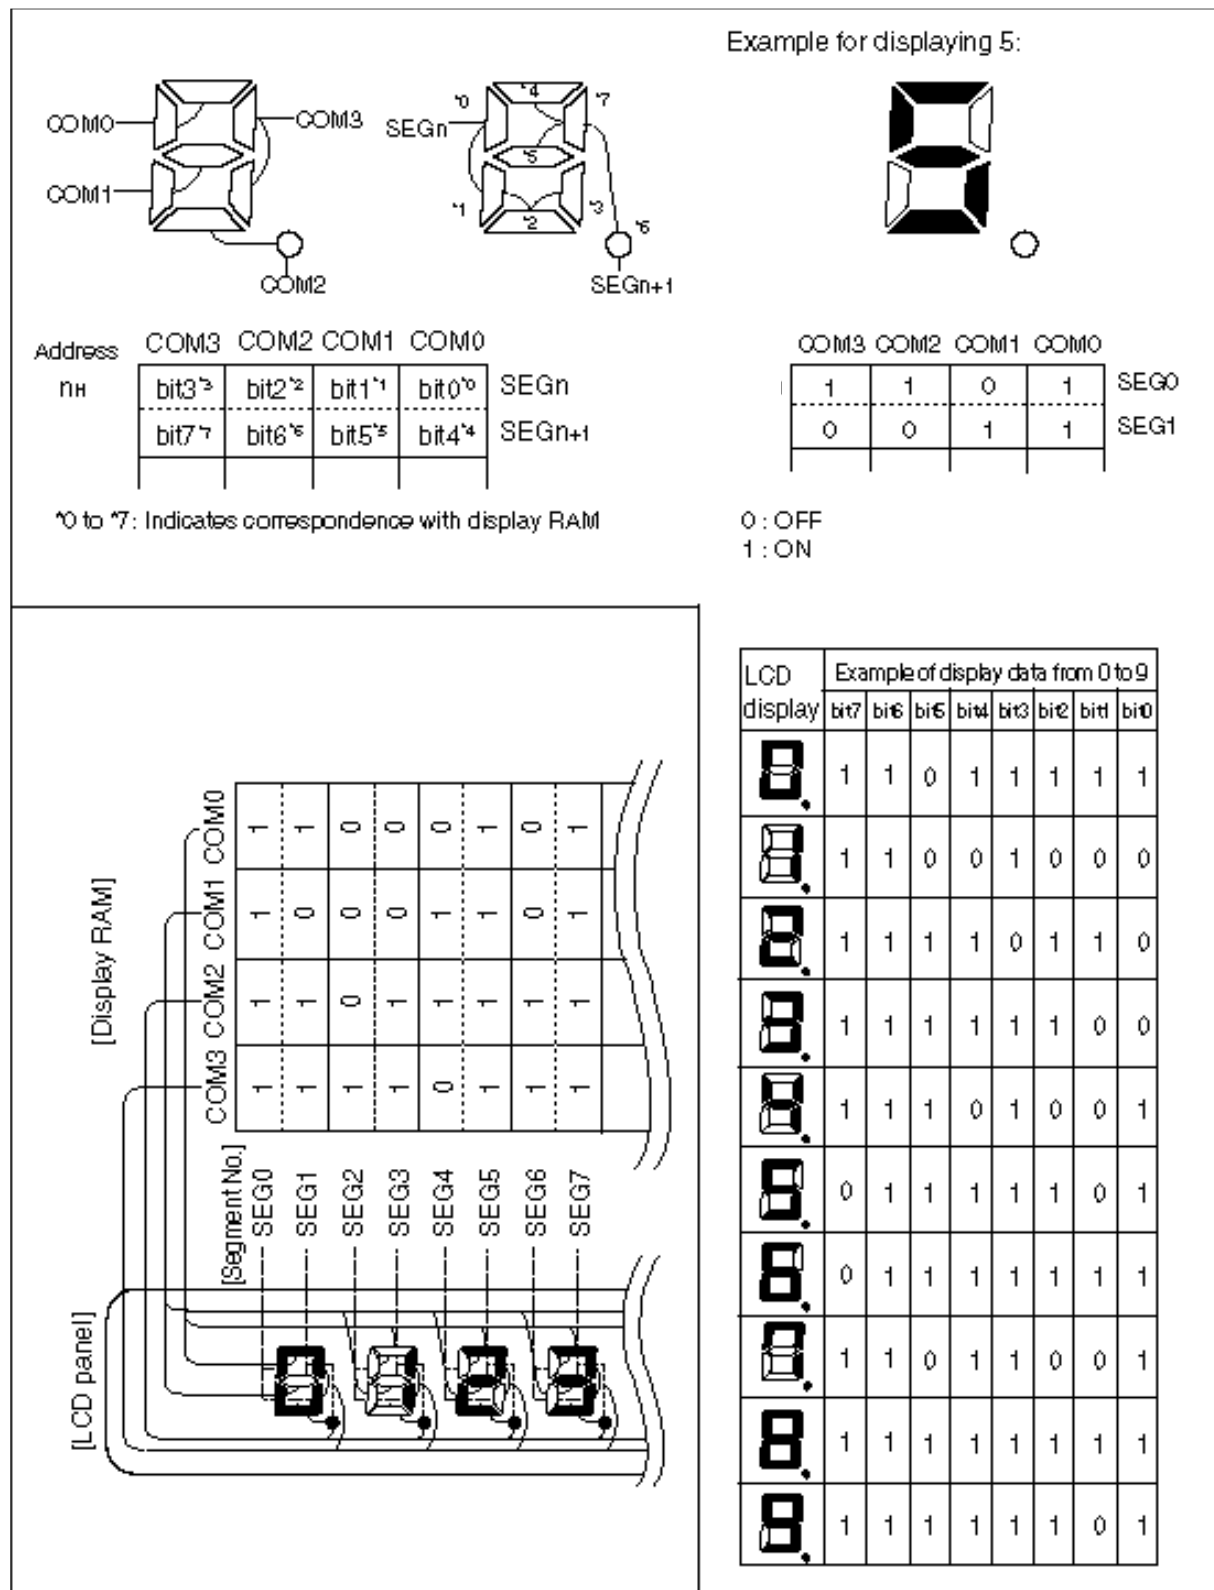 Example for displaying 5:
COM0
COM3
COM1
COM2
SEGn
*0
*4
*7
*5
*1
*2
*3
*6
SEGn+1
Address COM3 COM2 COM1 COM0
nH bit3*3 bit2*2 bit1*1 bit0*0 SEGn
bit7*7 bit6*6 bit5*5 bit4*4 SEGn+1
*0 to *7: Indicates correspondence with display RAM
COM3 COM2 COM1 COM0
1 1 0 1 SEG0
0 0 1 1 SEG1
0 : OFF
1 : ON
[Display RAM]
COM0 1 1 0 0 0 1 0 1
COM1 1 0 0 0 1 1 0 1
COM2 1 1 0 1 1 1 1 1
COM3 1 1 1 1 0 1 1 1
[Segment No.]
SEG0 SEG1 SEG2 SEG3 SEG4 SEG5 SEG6 SEG7
[LCD panel]
LCD display
Example of display data from 0 to 9
bit7 bit6 bit5 bit4 bit3 bit2 bit1 bit0
1 1 0 1 1 1 1 1
1 1 0 0 1 0 0 0
1 1 1 1 0 1 1 0
1 1 1 1 1 1 0 0
1 1 1 0 1 0 0 1
0 1 1 1 1 1 0 1
0 1 1 1 1 1 1 1
1 1 0 1 1 0 0 1
1 1 1 1 1 1 1 1
1 1 1 1 1 1 0 1